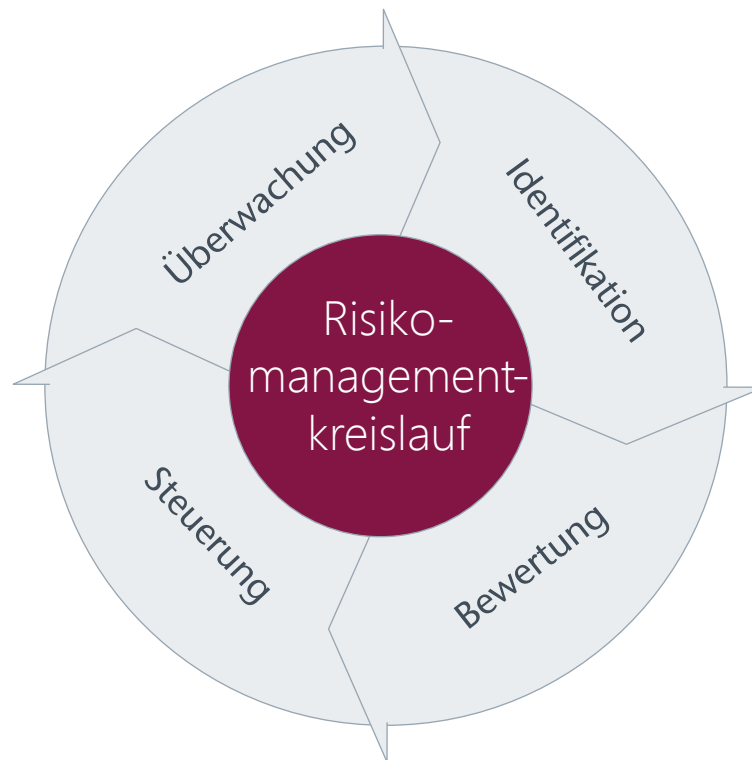 Risiko-
management-
kreislauf
Identifikation
Bewertung
Steuerung
Überwachung